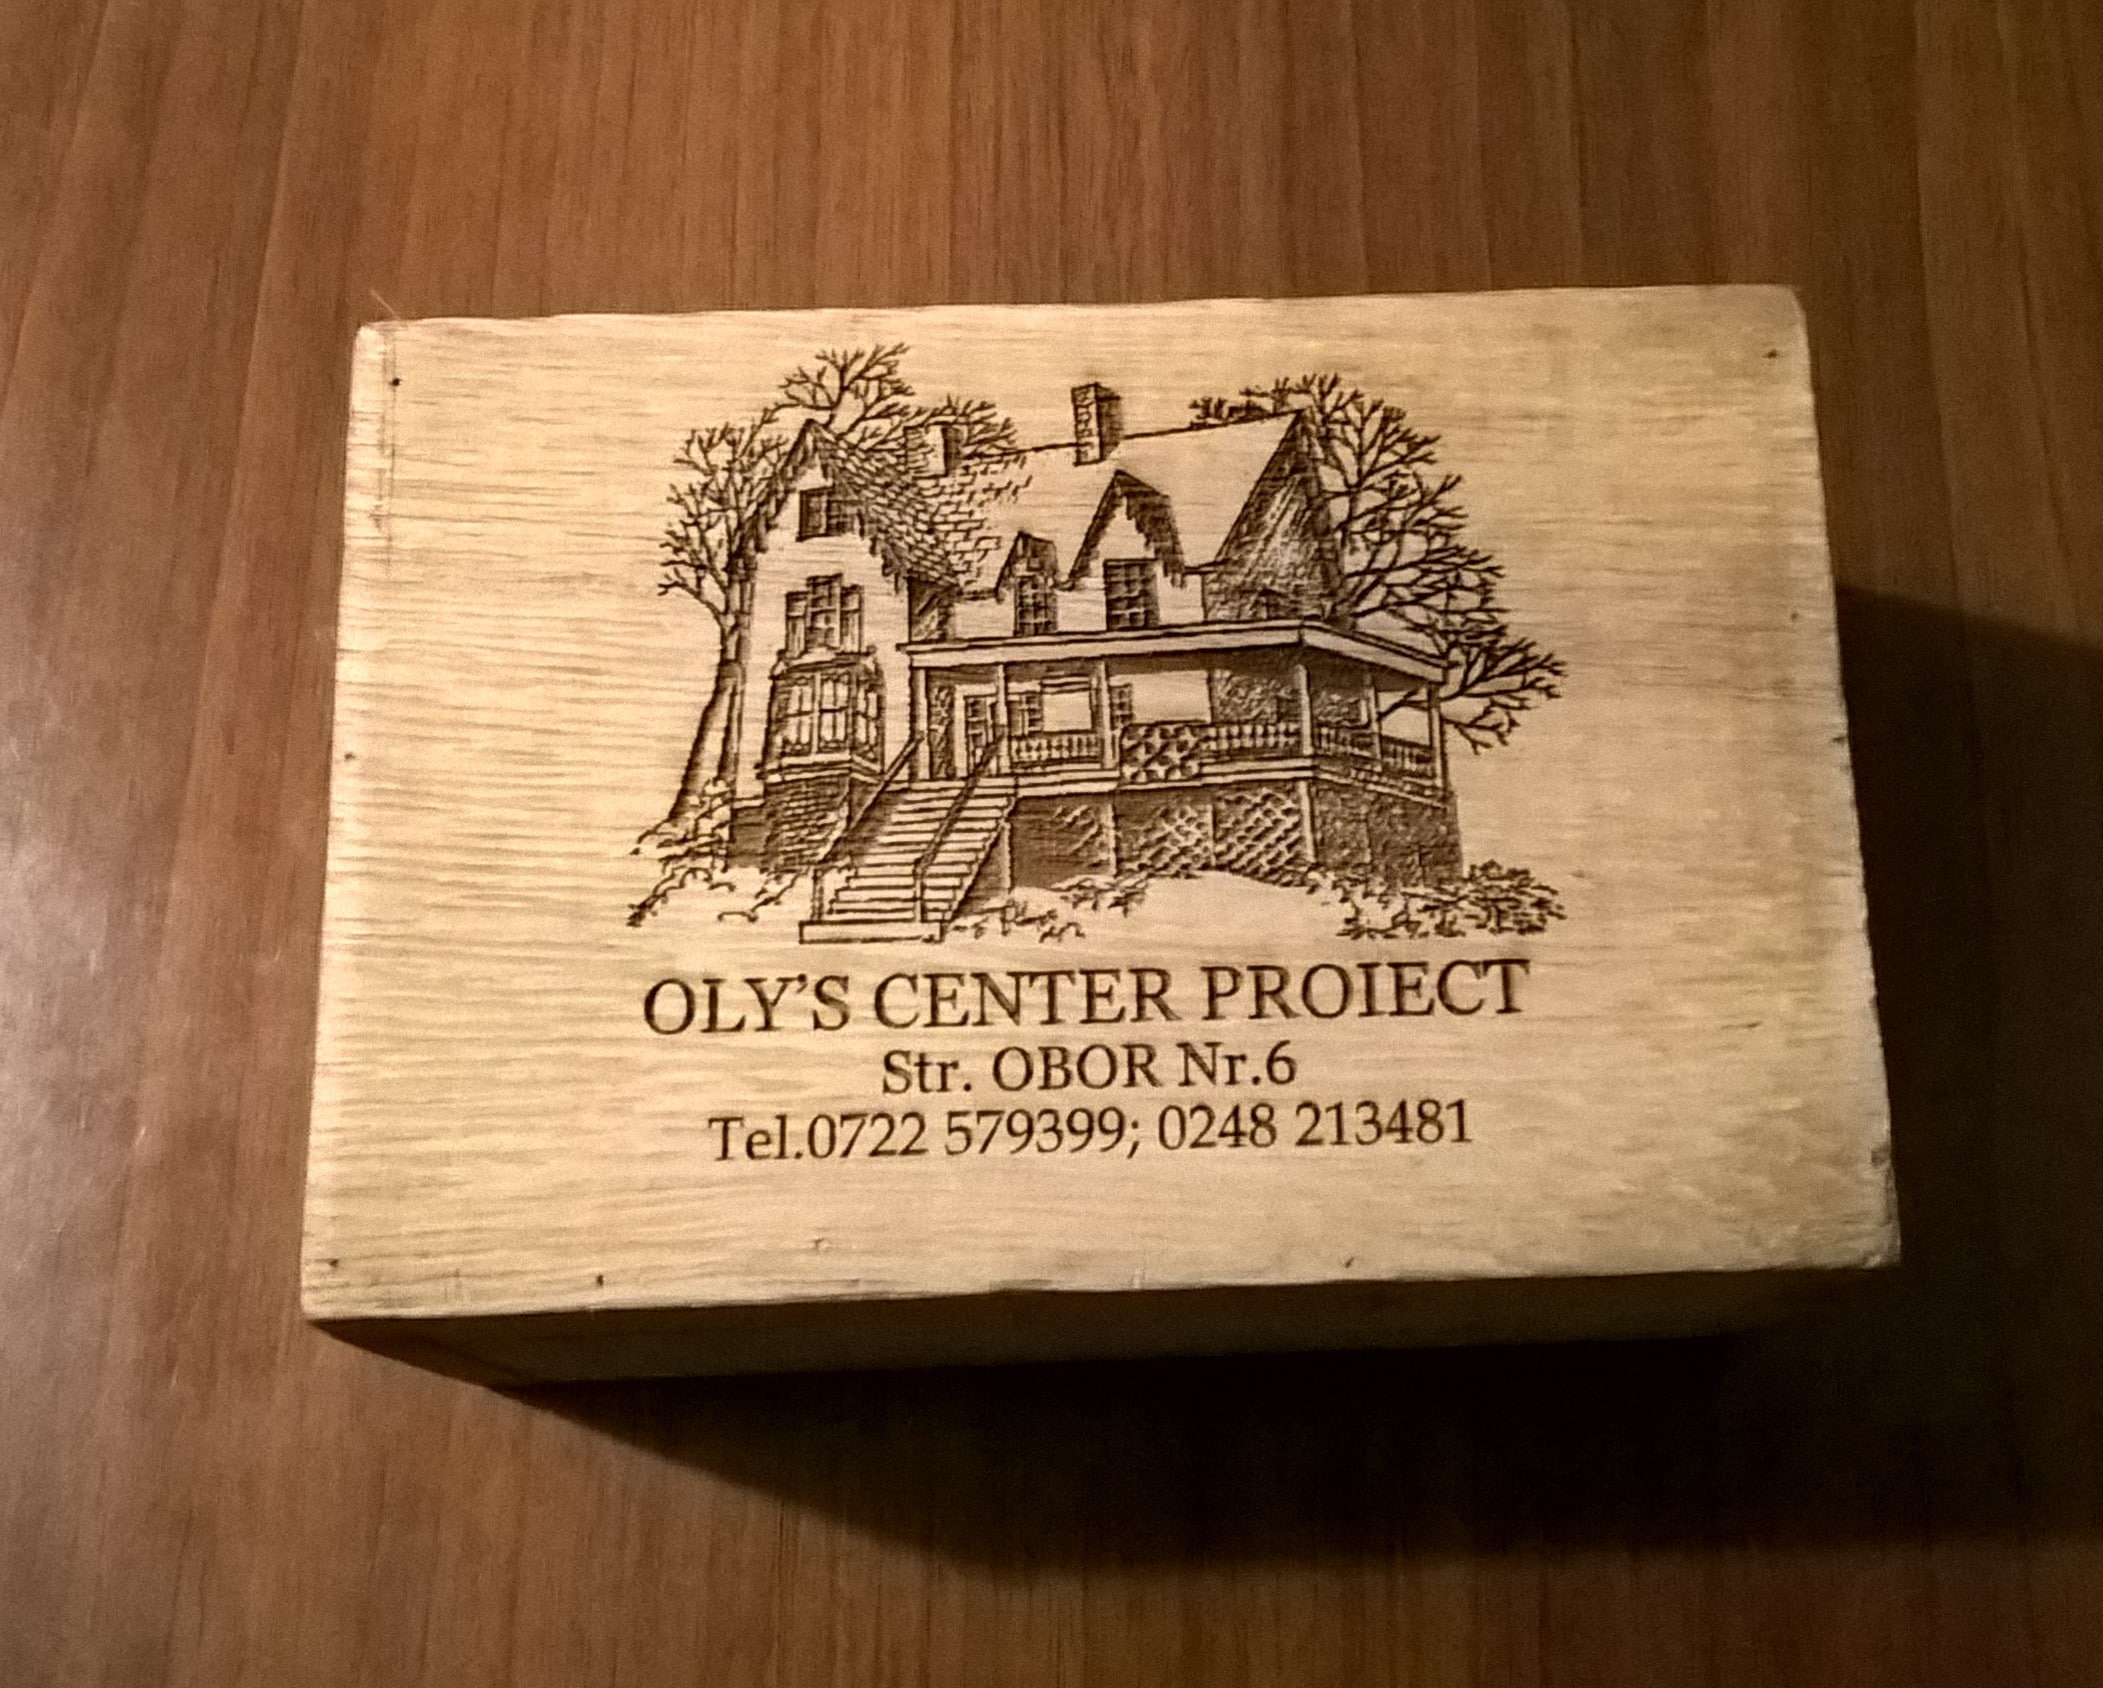 OLY'S CENTER PROIECT
Str. OBOR Nr.6
Tel.0722 579399; 0248 213481